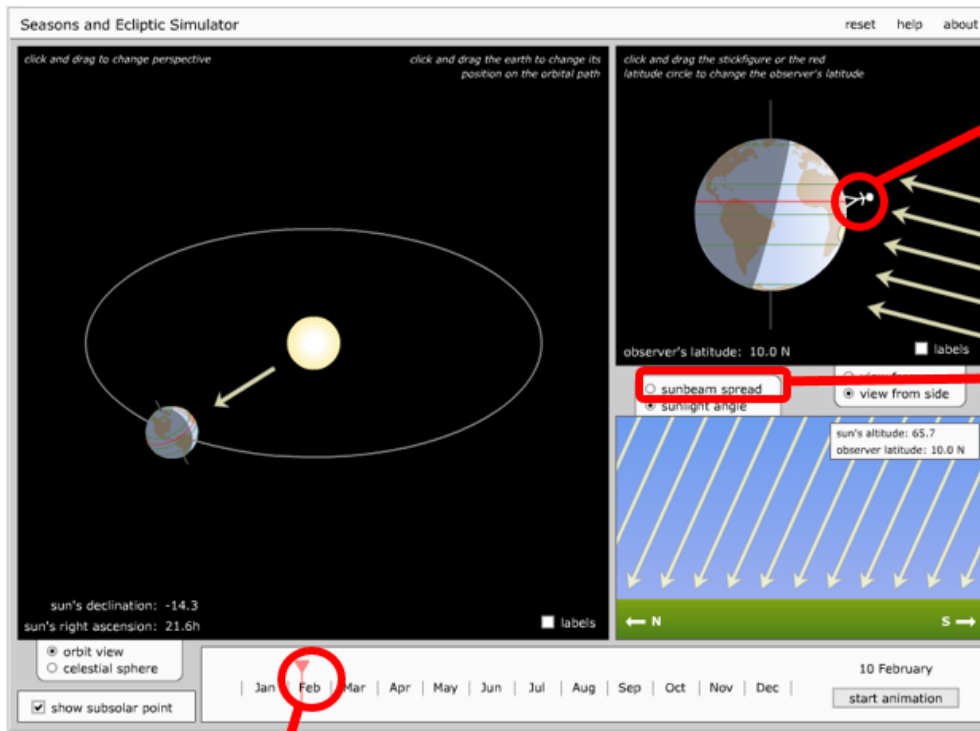 Seasons and Ecliptic Simulator
reset help about
click and drag to change perspective
click and drag the earth to change its
position on the orbital path
sun's declination: -14.3
sun's right ascension: 21.6h
labels
click and drag the stickfigure or the red
latitude circle to change the observer's latitude
observer's latitude: 10.0 N
labels
sunbeam spread
sunlight angle
view from side
sun's altitude: 65.7
observer latitude: 10.0 N
N
S
orbit view
celestial sphere
show subsolar point
Jan Feb Mar Apr May Jun Jul Aug Sep Oct Nov Dec
10 February
start animation